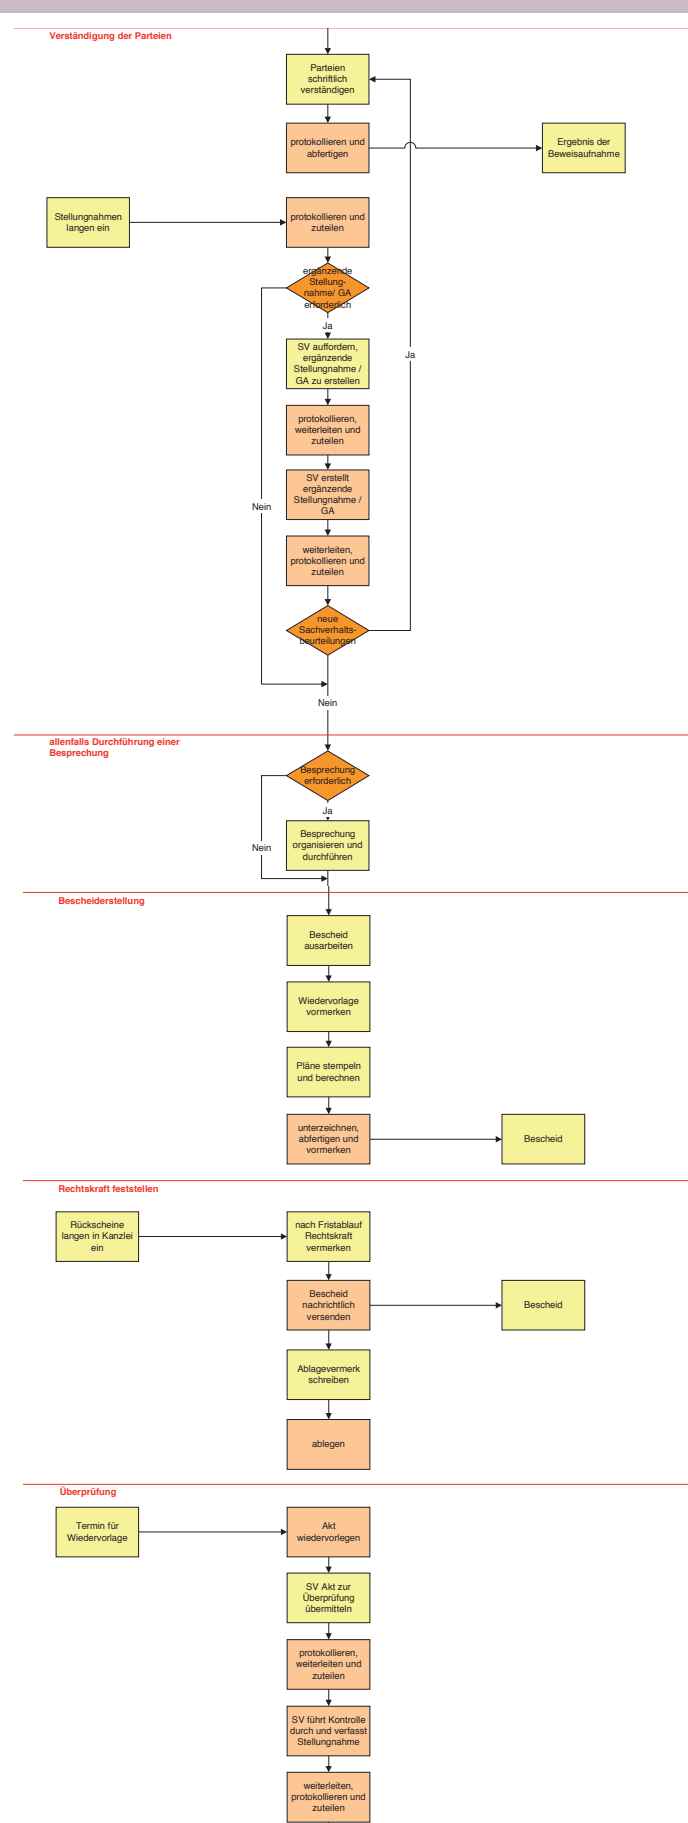 Verständigung der Parteien
Parteien
schriftlich
verständigen
protokollieren und
abfertigen
Ergebnis der
Beweisaufnahme
Stellungnahmen
langen ein
protokollieren und
zuteilen
ergänzende
Stellung-
nahme/ GA
erforderlich
Ja
SV auffordern,
ergänzende
Stellungnahme /
GA zu erstellen
Ja
protokollieren,
weiterleiten und
zuteilen
SV erstellt
ergänzende
Stellungnahme /
GA
Nein
weiterleiten,
protokollieren und
zuteilen
neue
Sachverhalts-
beurteilungen
Nein
allenfalls Durchführung einer
Besprechung
Besprechung
erforderlich
Ja
Nein
Besprechung
organisieren und
durchführen
Bescheiderstellung
Bescheid
ausarbeiten
Wiedervorlage
vormerken
Pläne stempeln
und berechnen
unterzeichnen,
abfertigen und
vormerken
Bescheid
Rechtskraft feststellen
Rückscheine
langen in Kanzlei
ein
nach Fristablauf
Rechtskraft
vermerken
Bescheid
nachrichtlich
versenden
Bescheid
Ablagevermerk
schreiben
ablegen
Überprüfung
Termin für
Wiedervorlage
Akt
wiedervorlegen
SV Akt zur
Überprüfung
übermitteln
protokollieren,
weiterleiten und
zuteilen
SV führt Kontrolle
durch und verfasst
Stellungnahme
weiterleiten,
protokollieren und
zuteilen